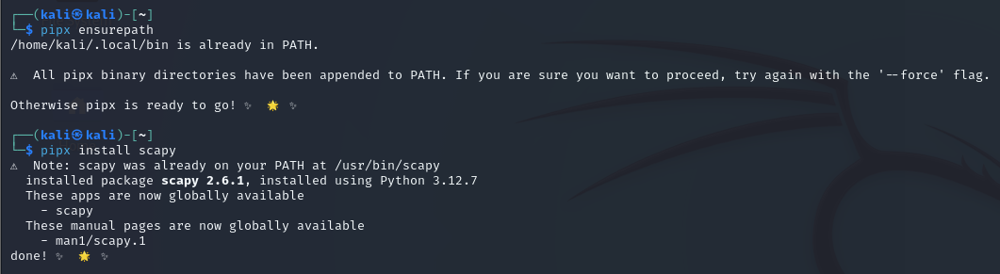 ┌──(kali㉿kali)-[~]
└─$ pipx ensurepath
/home/kali/.local/bin is already in PATH.
⚠  All pipx binary directories have been appended to PATH. If you are sure you want to proceed, try again with the '--force' flag.
Otherwise pipx is ready to go! ✨ 🌟 ✨
┌──(kali㉿kali)-[~]
└─$ pipx install scapy
⚠  Note: scapy was already on your PATH at /usr/bin/scapy
  installed package scapy 2.6.1, installed using Python 3.12.7
  These apps are now globally available
    - scapy
  These manual pages are now globally available
    - man1/scapy.1
done! ✨ 🌟 ✨